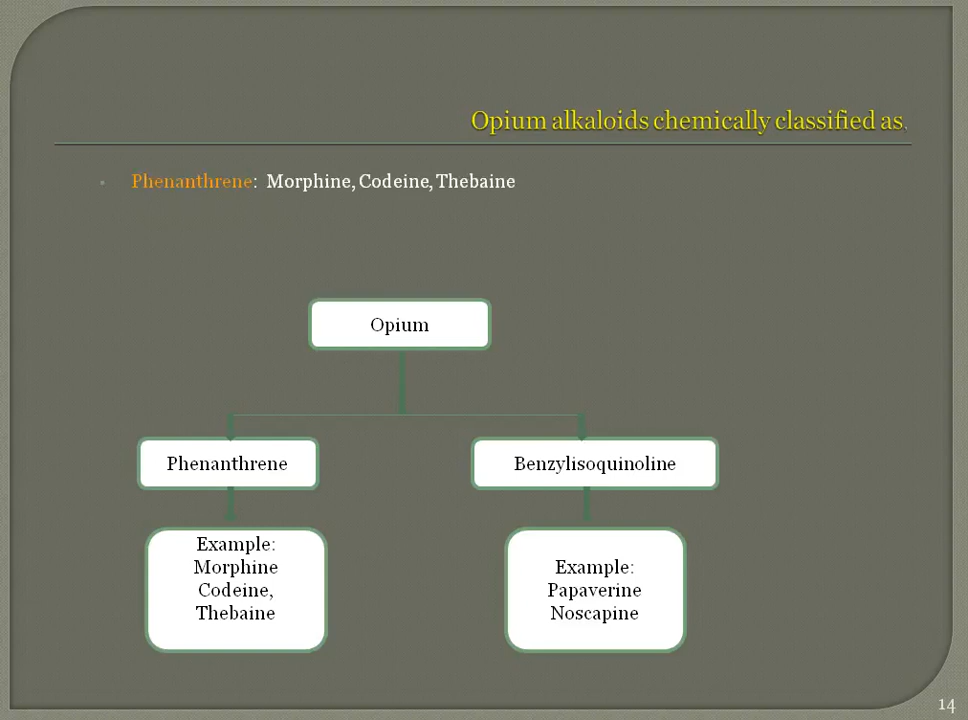 Opium alkaloids chemically classified as,
• Phenanthrene: Morphine, Codeine, Thebaine
Opium
Phenanthrene
Benzylisoquinoline
Example:
Morphine
Codeine,
Thebaine
Example:
Papaverine
Noscapine
14